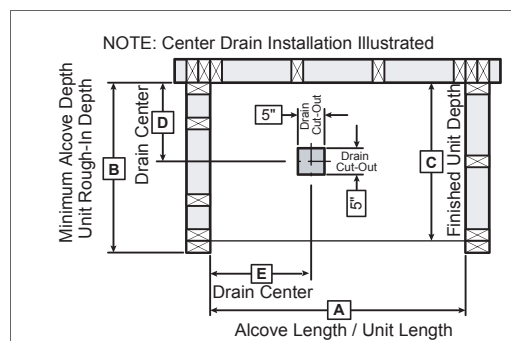 NOTE: Center Drain Installation Illustrated
Minimum Alcove Depth
Unit Rough-In Depth
B
D
Drain Center
5"
Drain
Cut-Out
Drain
Cut-Out
5"
C
Finished Unit Depth
E
Drain Center
A
Alcove Length / Unit Length